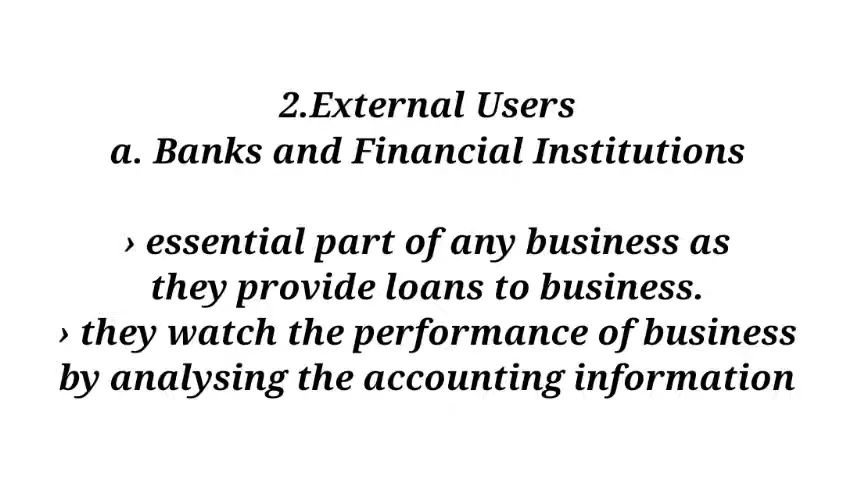 2.External Users
a. Banks and Financial Institutions
› essential part of any business as
they provide loans to business.
› they watch the performance of business
by analysing the accounting information